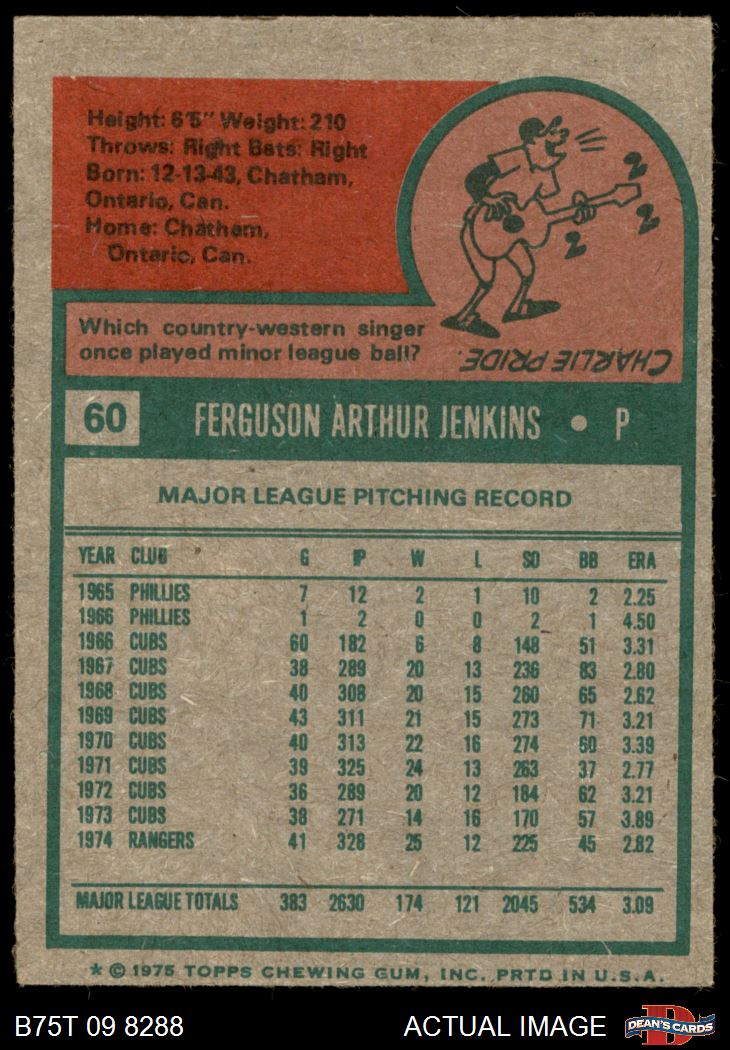 Height: 6'5" Weight: 210
Throws: Right Bats: Right
Born: 12-13-43, Chatham,
Ontario, Can.
Home: Chatham,
Ontario, Can.
Which country-western singer
once played minor league ball?
CHARLIE PRIDE.
Z
Z
Z
60 FERGUSON ARTHUR JENKINS • P
MAJOR LEAGUE PITCHING RECORD
YEAR CLUB G IP W L SO BB ERA
1965 PHILLIES 7 12 2 1 10 2 2.25
1966 PHILLIES 1 2 0 0 2 1 4.50
1966 CUBS 60 182 6 8 148 51 3.31
1967 CUBS 38 289 20 13 236 83 2.80
1968 CUBS 40 308 20 15 260 65 2.62
1969 CUBS 43 311 21 15 273 71 3.21
1970 CUBS 40 313 22 16 274 60 3.39
1971 CUBS 39 325 24 13 263 37 2.77
1972 CUBS 36 289 20 12 184 62 3.21
1973 CUBS 38 271 14 16 170 57 3.89
1974 RANGERS 41 328 25 12 225 45 2.82
MAJOR LEAGUE TOTALS 383 2630 174 121 2045 534 3.09
* © 1975 TOPPS CHEWING GUM, INC. PRTD IN U.S.A.
B75T 09 8288 ACTUAL IMAGE D DEAN'S CARDS